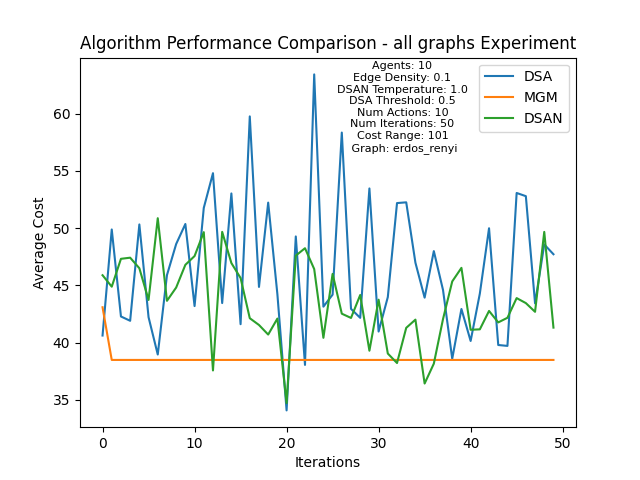 Algorithm Performance Comparison - all graphs Experiment
Agents: 10
Edge Density: 0.1
DSAN Temperature: 1.0
DSA Threshold: 0.5
Num Actions: 10
Num Iterations: 50
Cost Range: 101
Graph: erdos_renyi
DSA
MGM
DSAN
Average Cost
60
55
50
45
40
35
0
10
20
30
40
50
Iterations